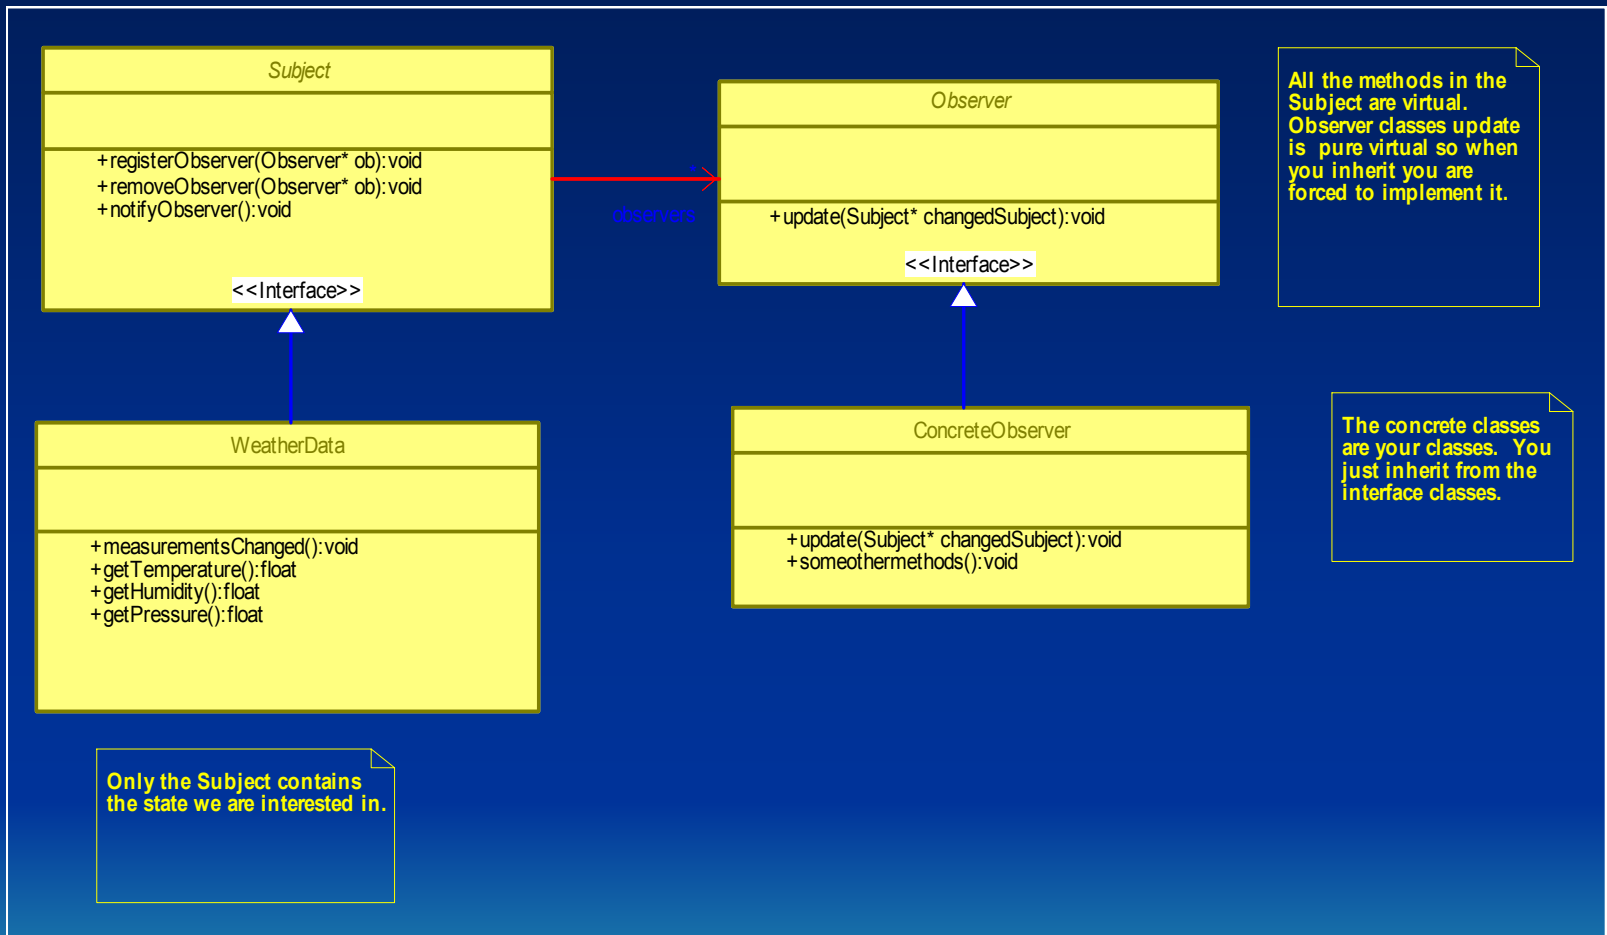 Subject
+registerObserver(Observer* ob):void
+removeObserver(Observer* ob):void
+notifyObserver():void
<<Interface>>
*
observers
Observer
+update(Subject* changedSubject):void
<<Interface>>
All the methods in the
Subject are virtual.
Observer classes update
is  pure virtual so when
you inherit you are
forced to implement it.
WeatherData
+measurementsChanged():void
+getTemperature():float
+getHumidity():float
+getPressure():float
ConcreteObserver
+update(Subject* changedSubject):void
+someothermethods():void
The concrete classes
are your classes.  You
just inherit from the
interface classes.
Only the Subject contains
the state we are interested in.